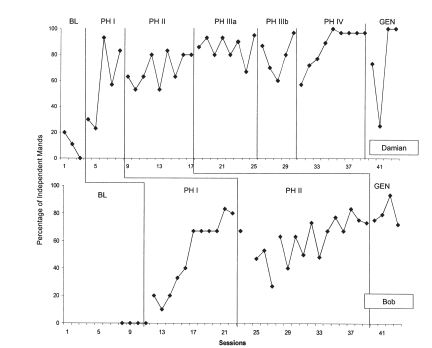 BL PH I PH II PH IIIa PH IIIb PH IV GEN
100
80
60
40
20
0
1 5 9 13 17 21 25 29 33 37 41
Damian
Percentage of Independent Mands
BL PH I PH II GEN
100
80
60
40
20
0
1 5 9 13 17 21 25 29 33 37 41
Bob
Sessions